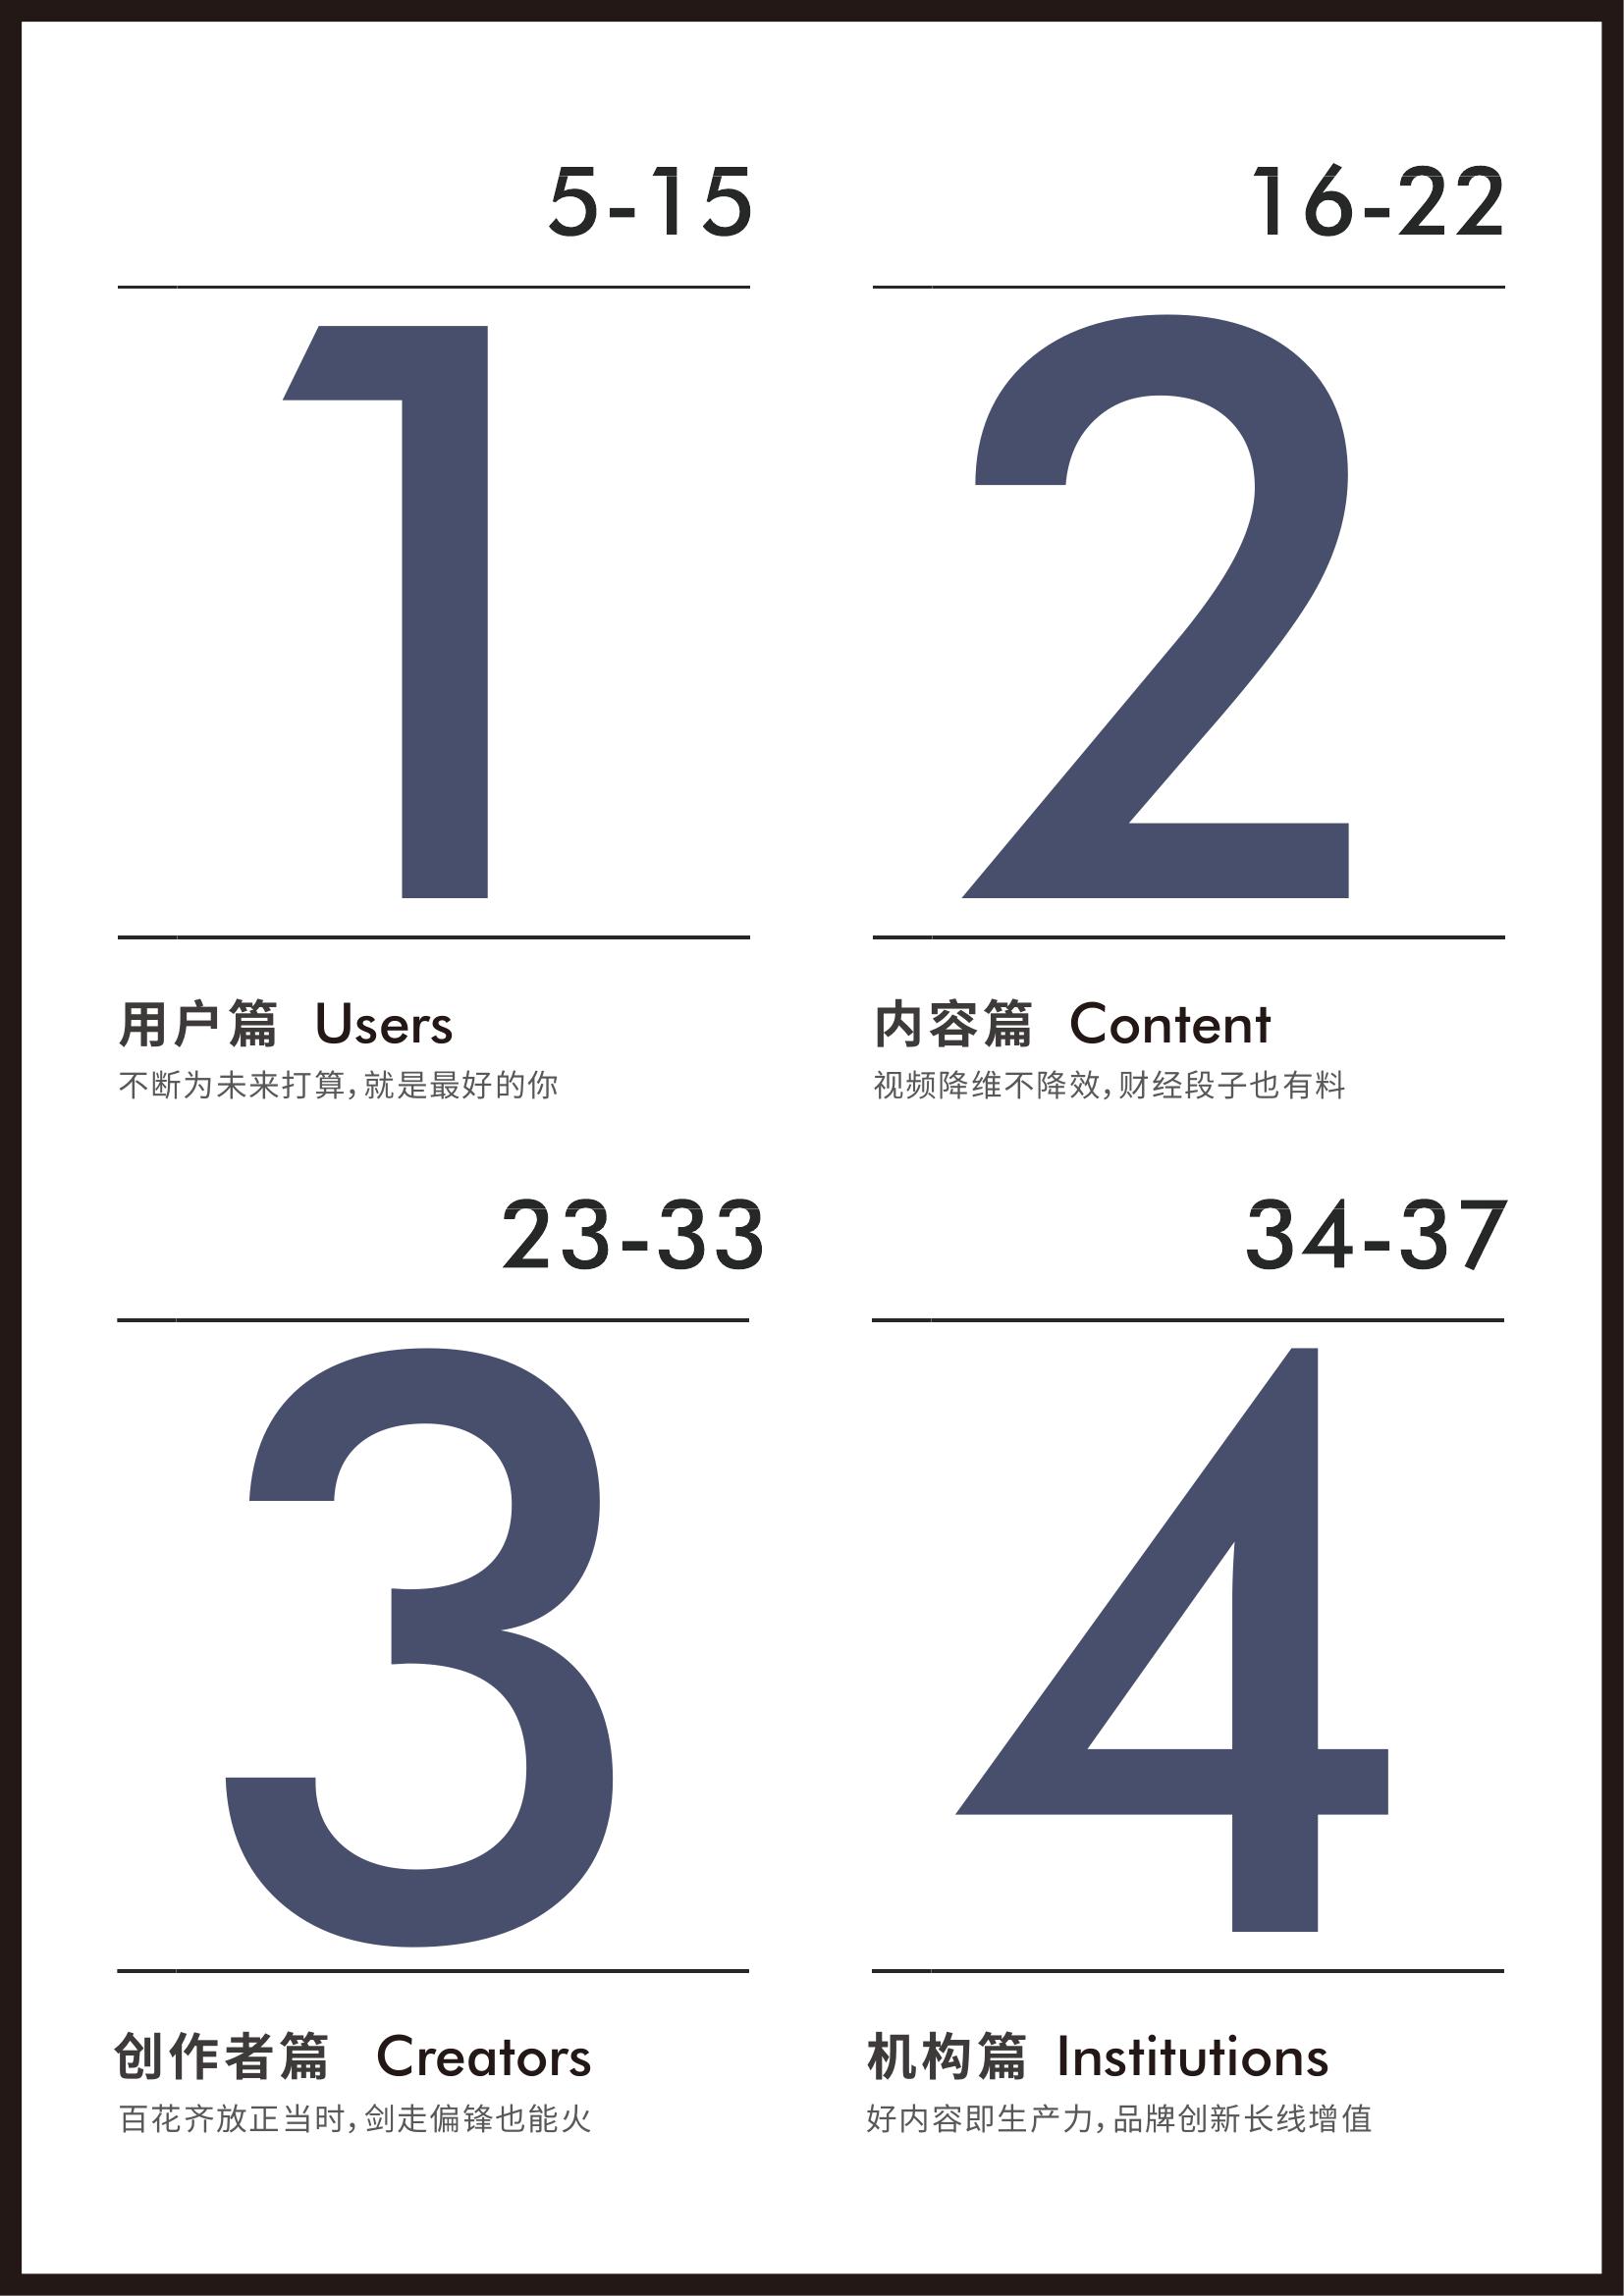 5-15
1
用户篇 Users
不断为未来打算,就是最好的你
16-22
2
内容篇 Content
视频降维不降效,财经段子也有料
23-33
3
创作者篇 Creators
百花齐放正当时,剑走偏锋也能火
34-37
4
机构篇 Institutions
好内容即生产力,品牌创新长线增值